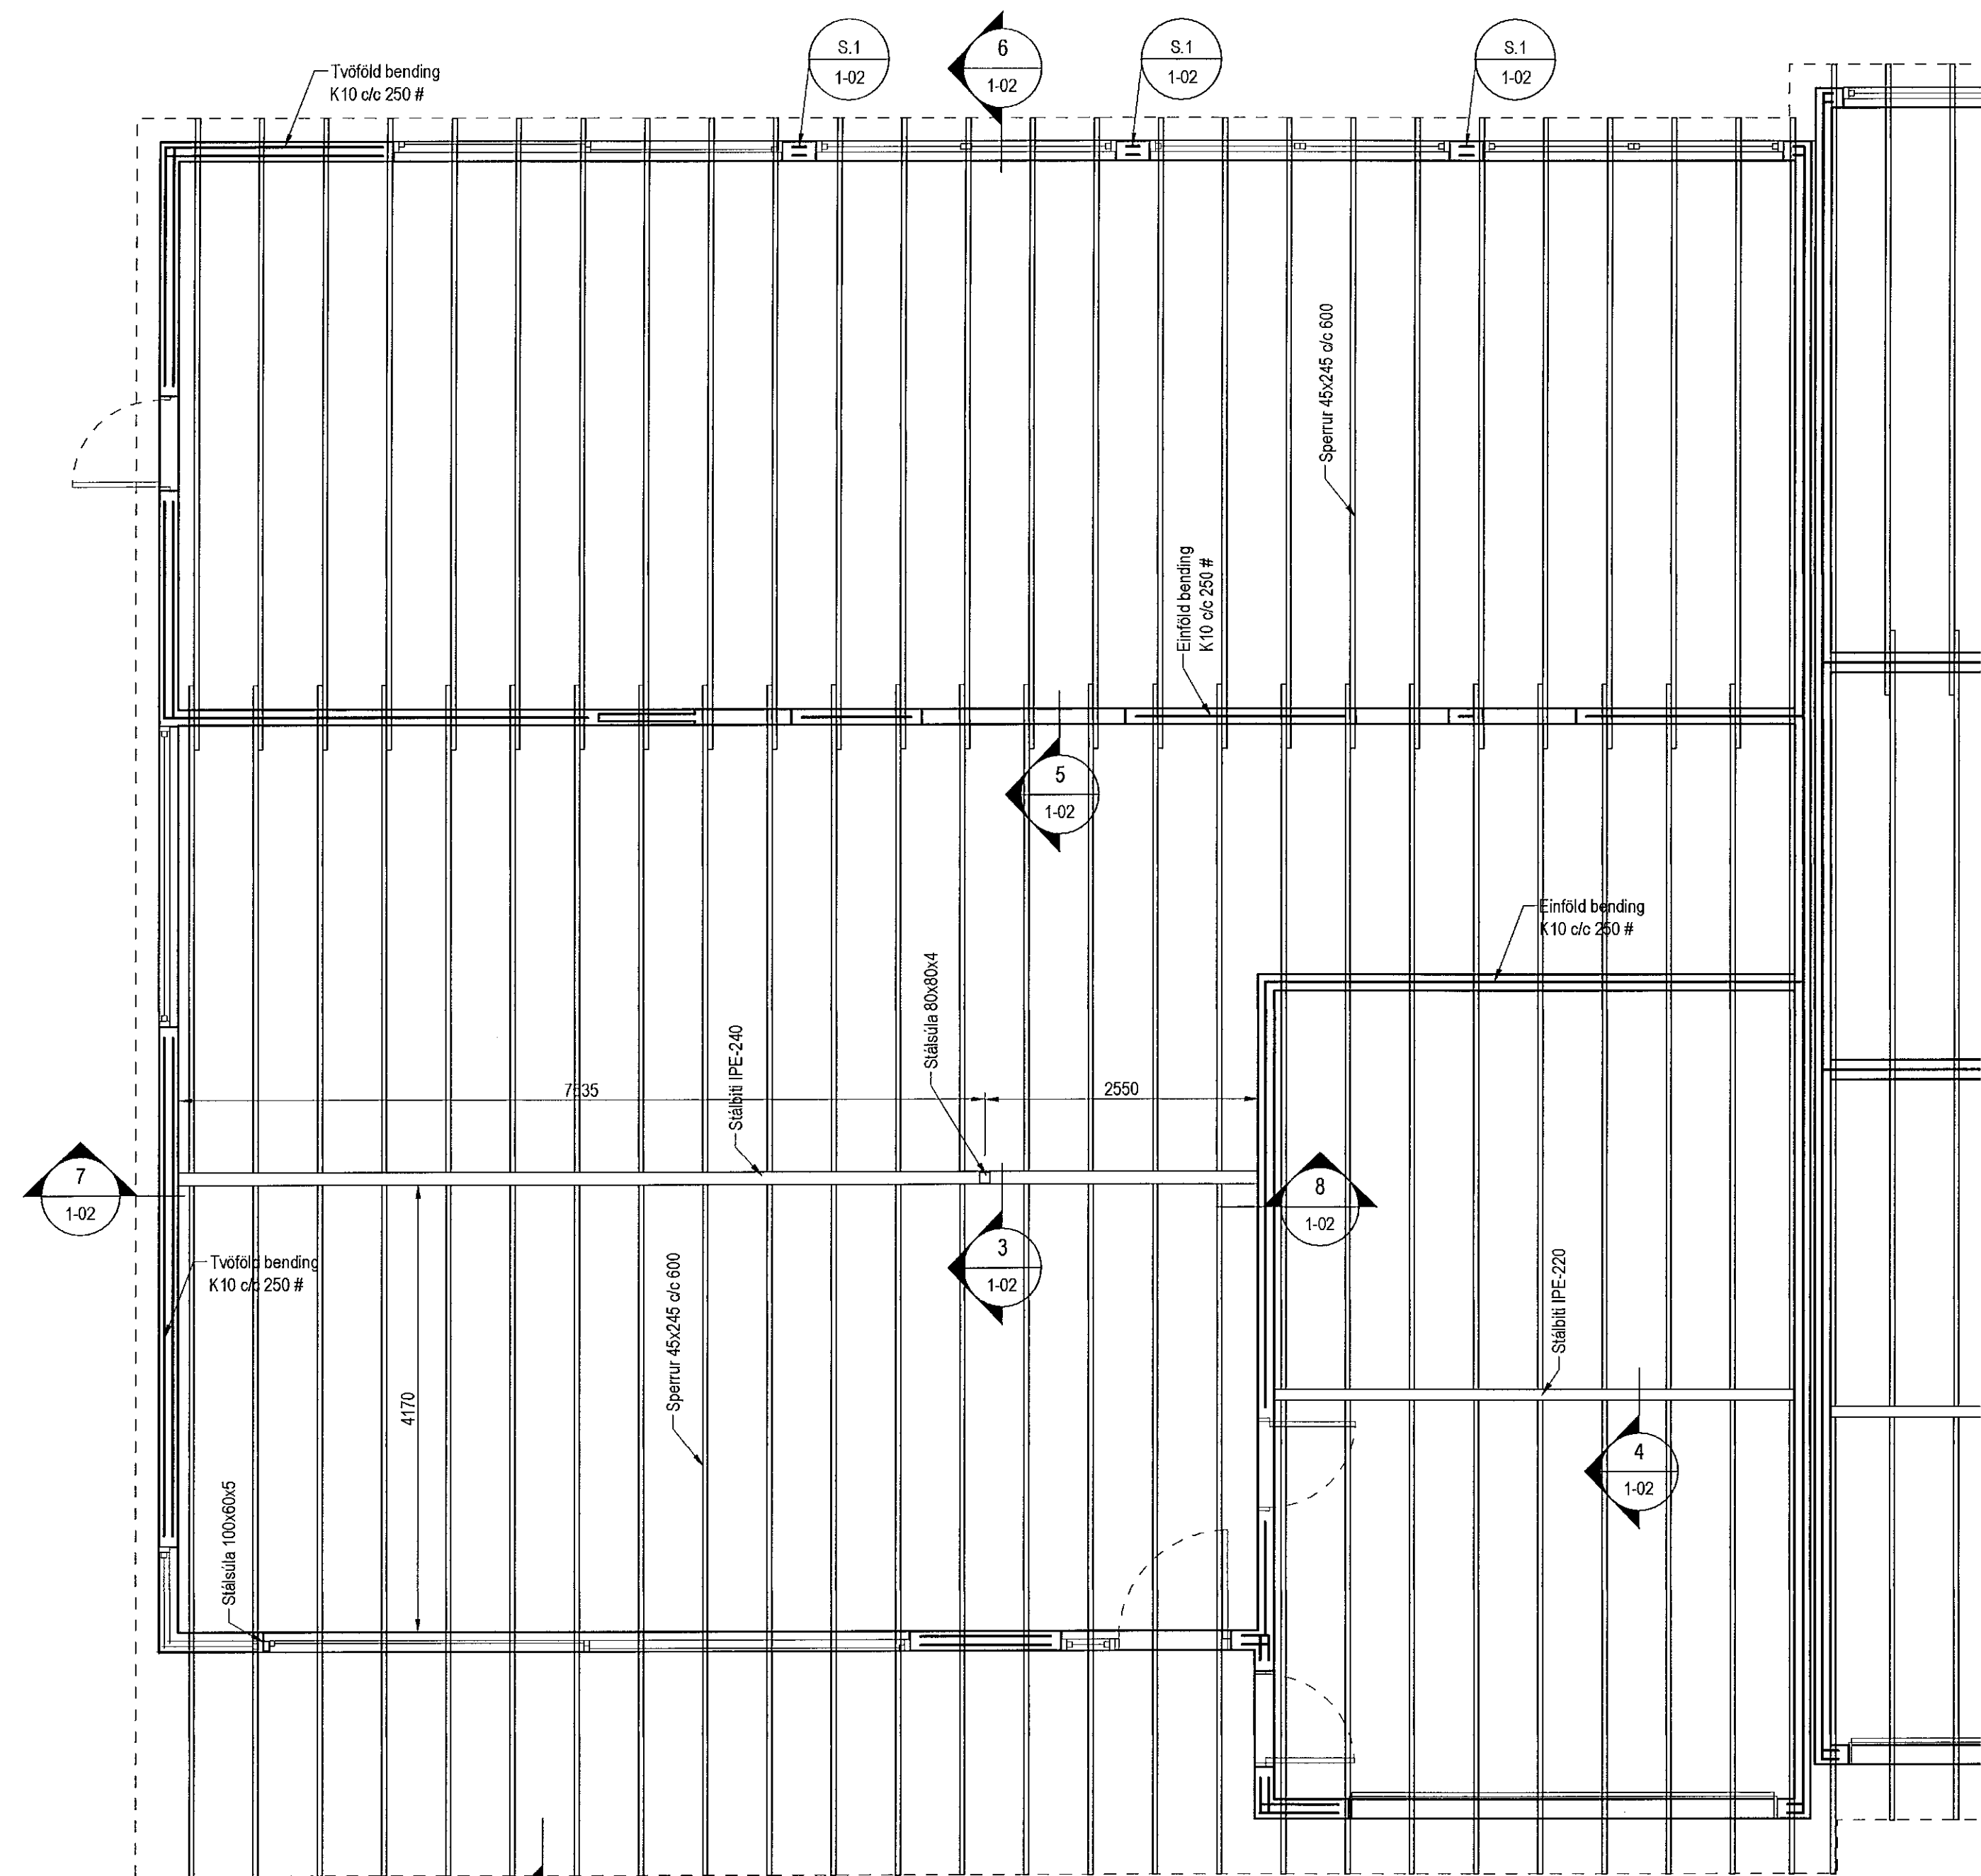 S.1
1-02
6
1-02
S.1
1-02
S.1
1-02
Tvöföld bending
K10 c/c 250 #
Sperrur 45x245 c/c 600
Einföld bending
K10 c/c 250 #
5
1-02
Einföld bending
K10 c/c 250 #
Stálbiti IPE-240
Stálsúla 80x80x4
2550
7
1-02
8
1-02
3
1-02
Tvöföld bending
K10 c/c 250 #
Sperrur 45x245 c/c 600
Stálbiti IPE-220
4170
4
1-02
Stálsúla 100x60x5